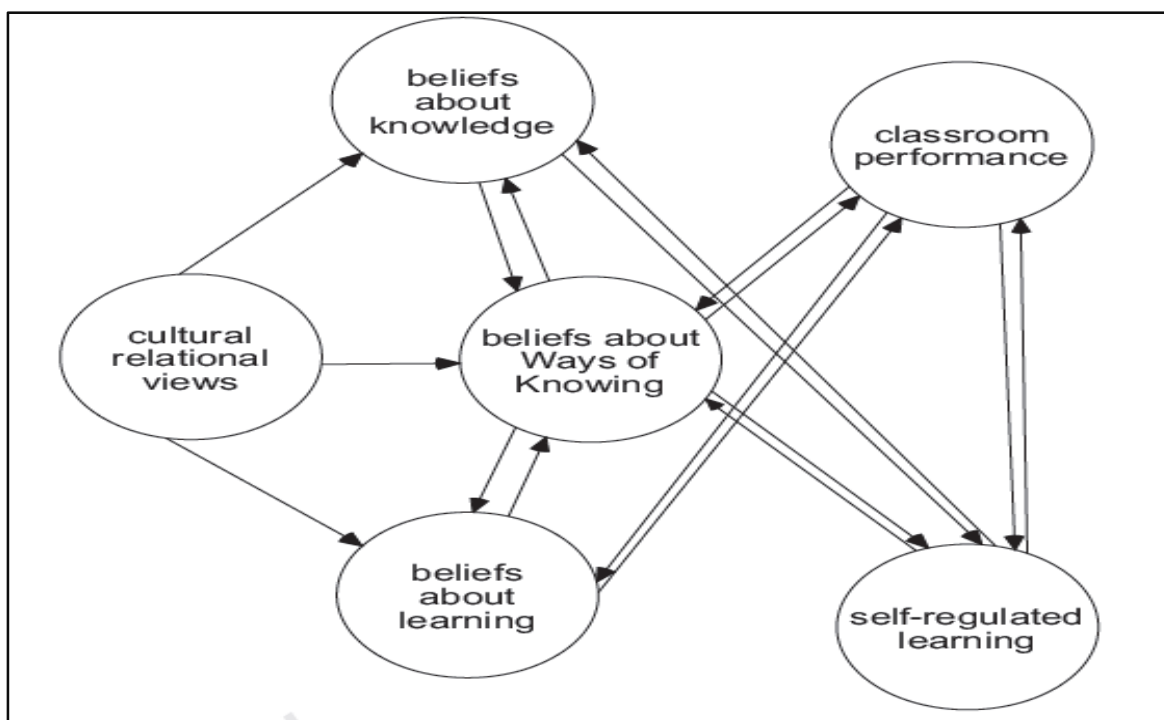 beliefs
about
knowledge
classroom
performance
cultural
relational
views
beliefs about
Ways of
Knowing
beliefs
about
learning
self-regulated
learning